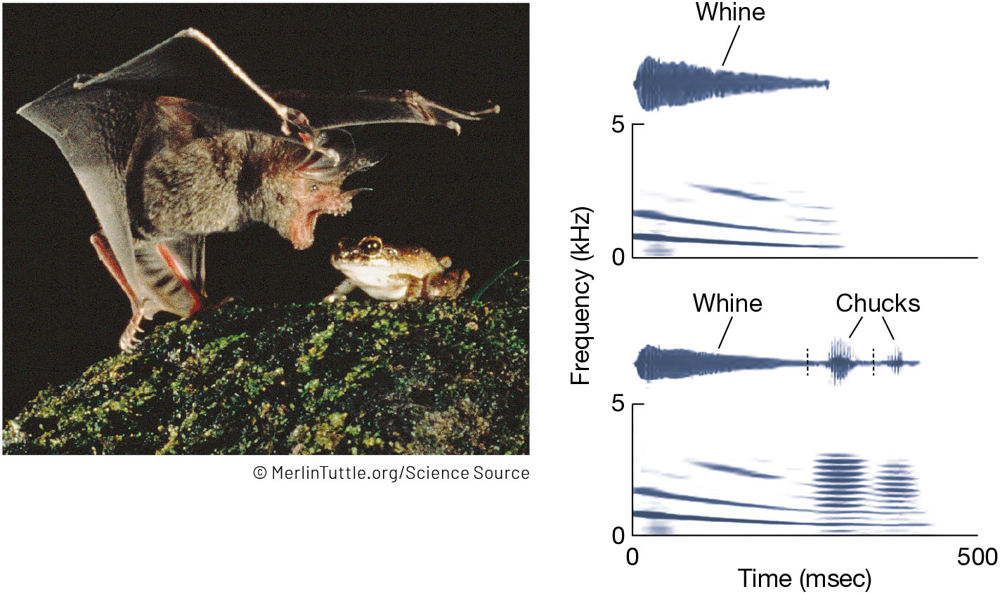 Whine
5
0
Whine
Chucks
5
0
0
500
Time (msec)
Frequency (kHz)
© MerlinTuttle.org/Science Source